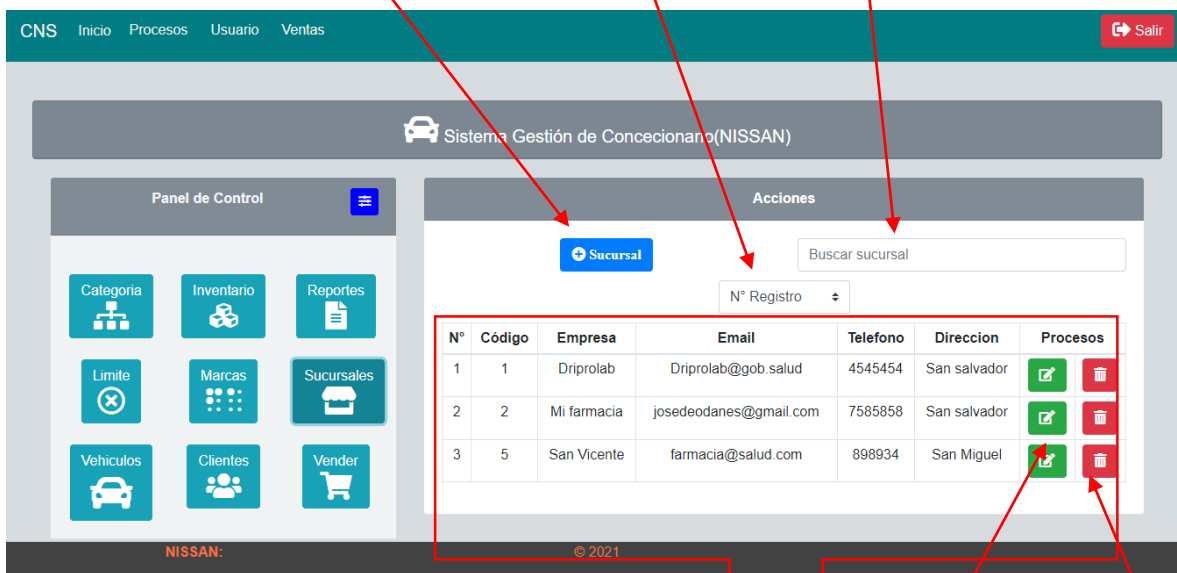 CNS Inicio Procesos Usuario Ventas Salir
Sistema Gestión de Concecionario(NISSAN)
Panel de Control
Categoria Inventario Reportes
Limite Marcas Sucursales
Vehiculos Clientes Vender
Acciones
Sucursal Buscar sucursal
N° Registro
N° Código Empresa Email Telefono Direccion Procesos
1 1 Driprolab Driprolab@gob.salud 4545454 San salvador
2 2 Mi farmacia josedeodanes@gmail.com 7585858 San salvador
3 5 San Vicente farmacia@salud.com 898934 San Miguel
NISSAN: © 2021